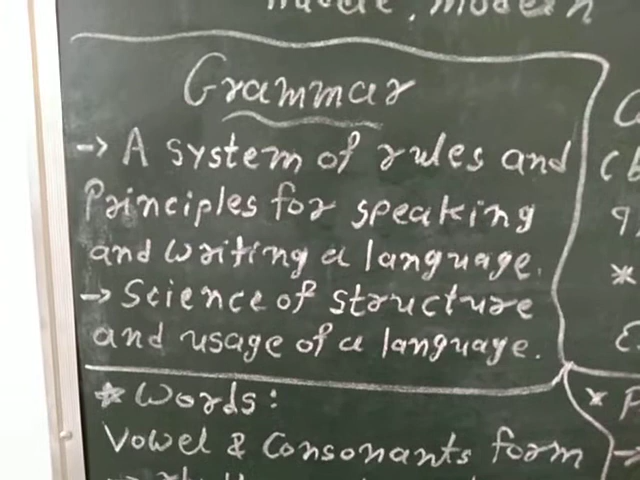 modern
Grammar
→ A system of rules and
Principles for speaking
and writing a language.
→ Science of structure
and usage of a language.
* Words:
Vowel & Consonants form